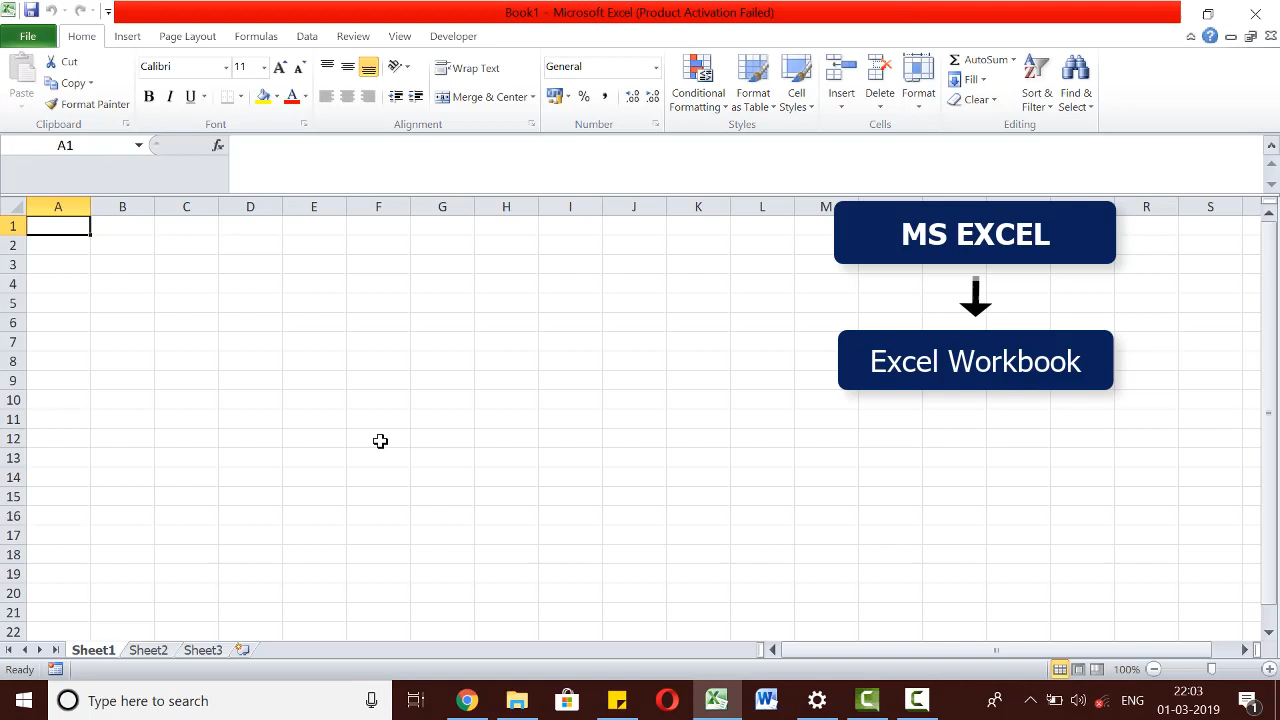 Book1 - Microsoft Excel (Product Activation Failed)
File Home Insert Page Layout Formulas Data Review View Developer
Paste
Cut
Copy
Format Painter
Clipboard
Calibri 11
B I U A
Font
Wrap Text
Merge & Center
Alignment
General
%
Number
Conditional Formatting
Format as Table
Cell Styles
Styles
Insert
Delete
Format
Cells
AutoSum
Fill
Clear
Sort & Filter
Find & Select
Editing
A1 fx
A B C D E F G H I J K L M R S
1
2
3
4
5
6
7
8
9
10
11
12
13
14
15
16
17
18
19
20
21
22
MS EXCEL
Excel Workbook
Sheet1 Sheet2 Sheet3
Ready 100%
Type here to search
ENG
22:03
01-03-2019
1